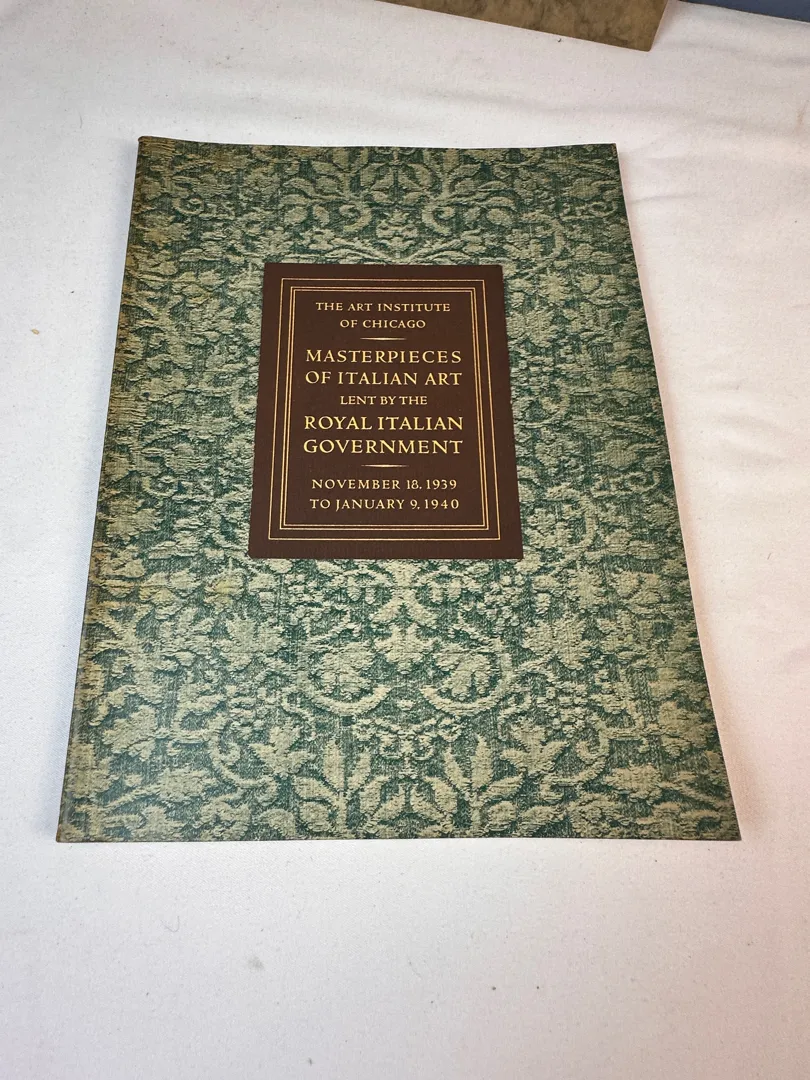 THE ART INSTITUTE
OF CHICAGO
MASTERPIECES
OF ITALIAN ART
LENT BY THE
ROYAL ITALIAN
GOVERNMENT
NOVEMBER 18, 1939
TO JANUARY 9, 1940